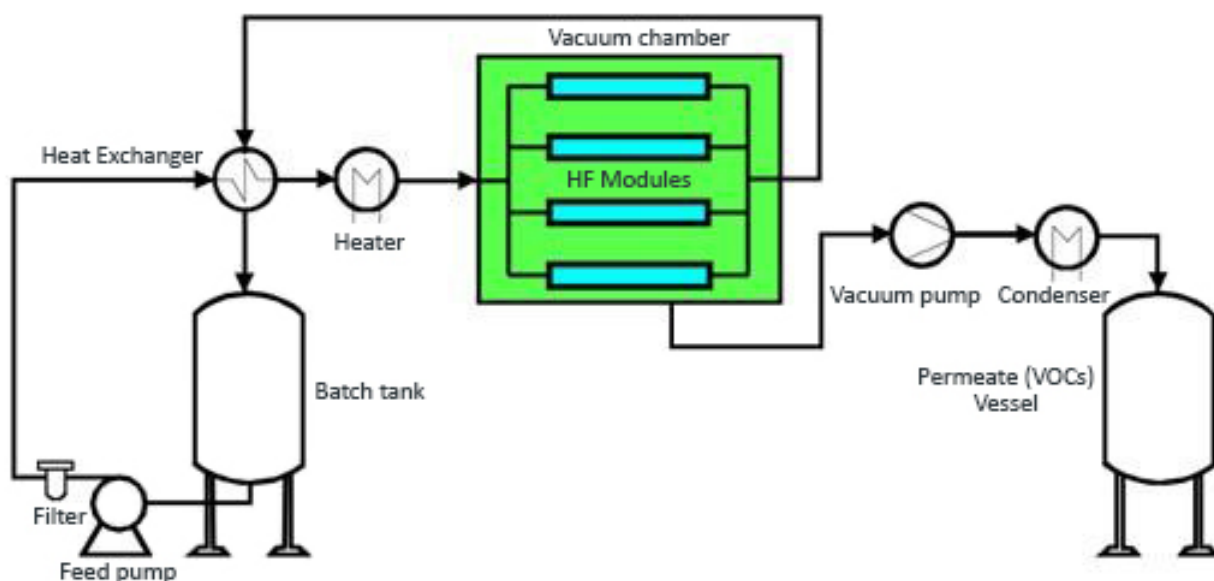 Vacuum chamber
Heat Exchanger
HF Modules
Heater
Vacuum pump
Condenser
Batch tank
Permeate (VOCs)
Vessel
Filter
Feed pump